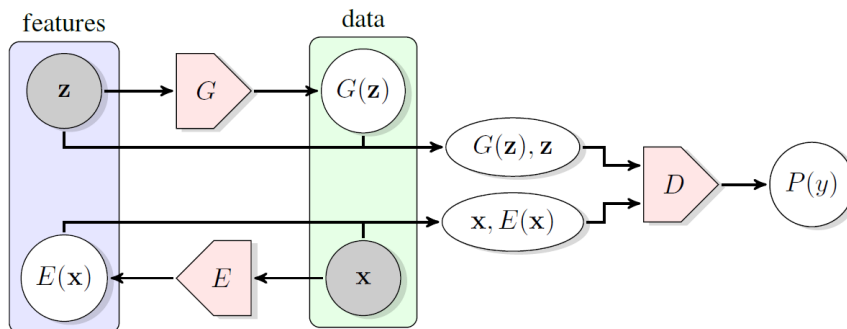 features
data
z
G
G(z)
G(z), z
D
P(y)
x, E(x)
E(x)
E
x